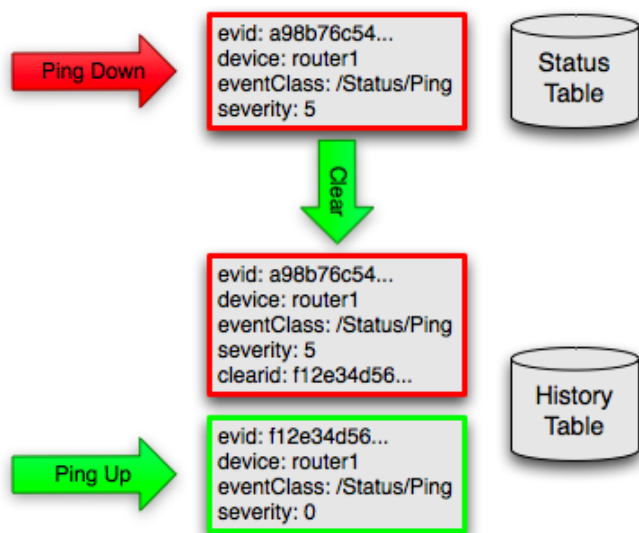 Ping Down
evid: a98b76c54...
device: router1
eventClass: /Status/Ping
severity: 5
Status
Table
Clear
evid: a98b76c54...
device: router1
eventClass: /Status/Ping
severity: 5
clearid: f12e34d56...
History
Table
Ping Up
evid: f12e34d56...
device: router1
eventClass: /Status/Ping
severity: 0